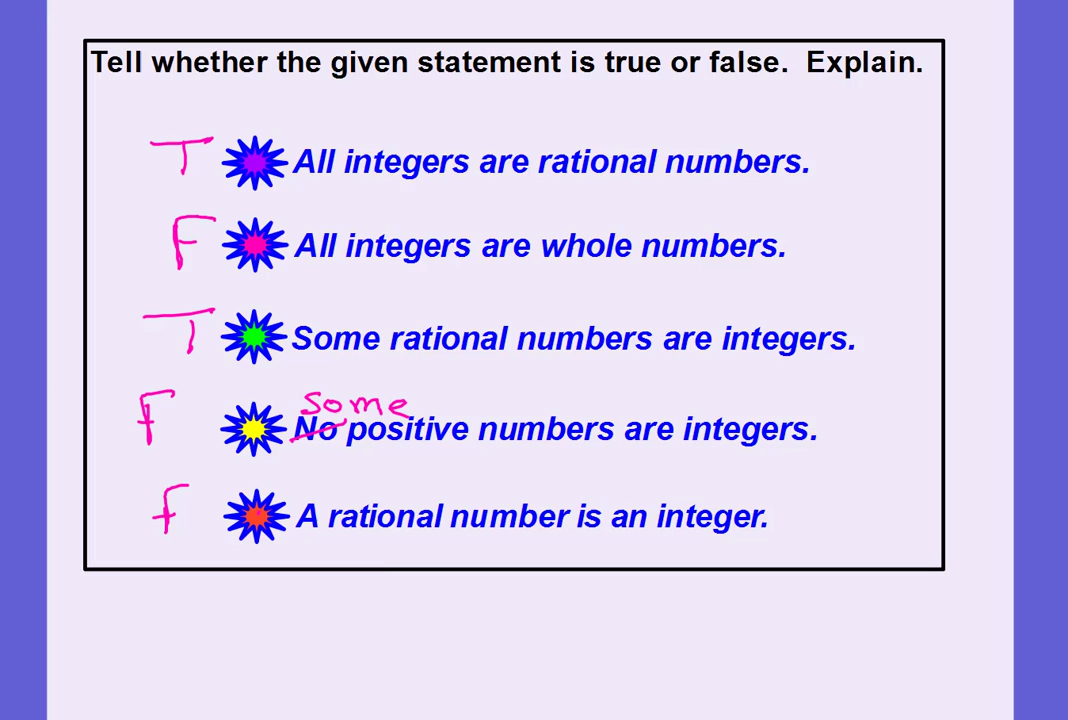 Tell whether the given statement is true or false. Explain.
T All integers are rational numbers.
F All integers are whole numbers.
T Some rational numbers are integers.
some
F No positive numbers are integers.
F A rational number is an integer.